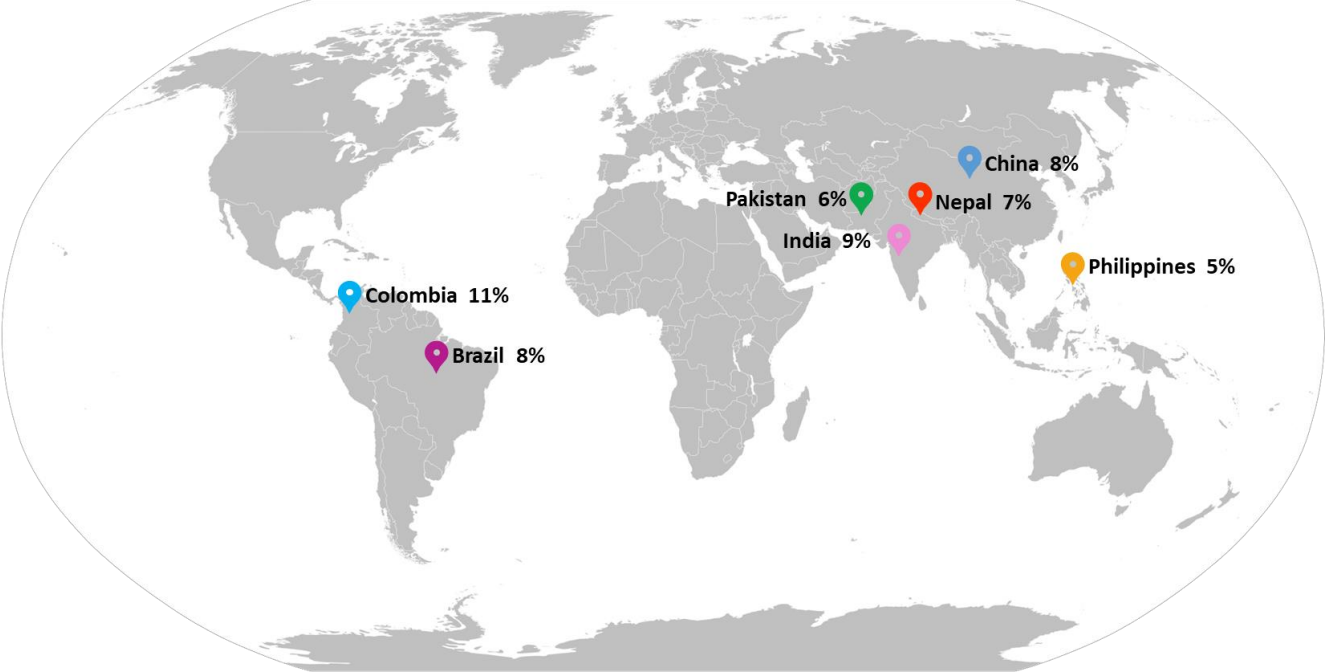 China 8%
Pakistan 6%
Nepal 7%
India 9%
Philippines 5%
Colombia 11%
Brazil 8%